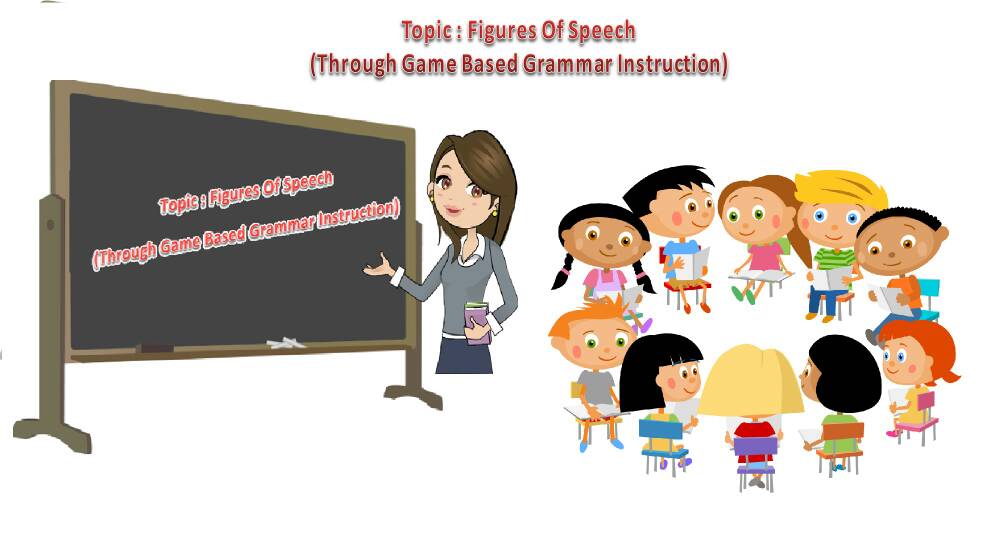 Topic : Figures Of Speech
(Through Game Based Grammar Instruction)
Topic : Figures Of Speech
(Through Game Based Grammar Instruction)